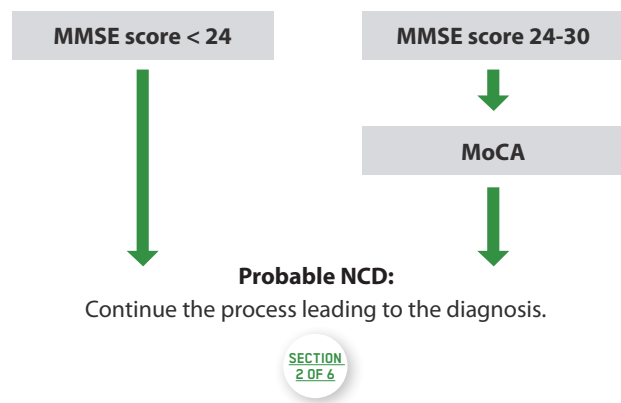 MMSE score < 24
MMSE score 24-30
MoCA
Probable NCD:
Continue the process leading to the diagnosis.
SECTION
2 OF 6